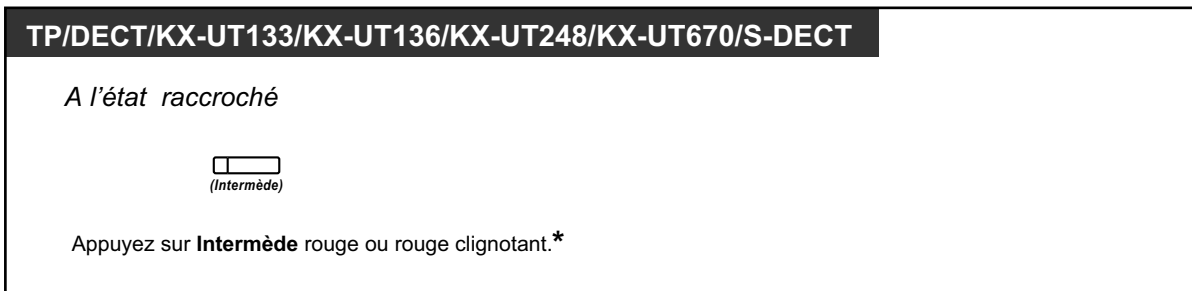 TP/DECT/KX-UT133/KX-UT136/KX-UT248/KX-UT670/S-DECT
A l'état raccroché
(Intermède)
Appuyez sur Intermède rouge ou rouge clignotant.*